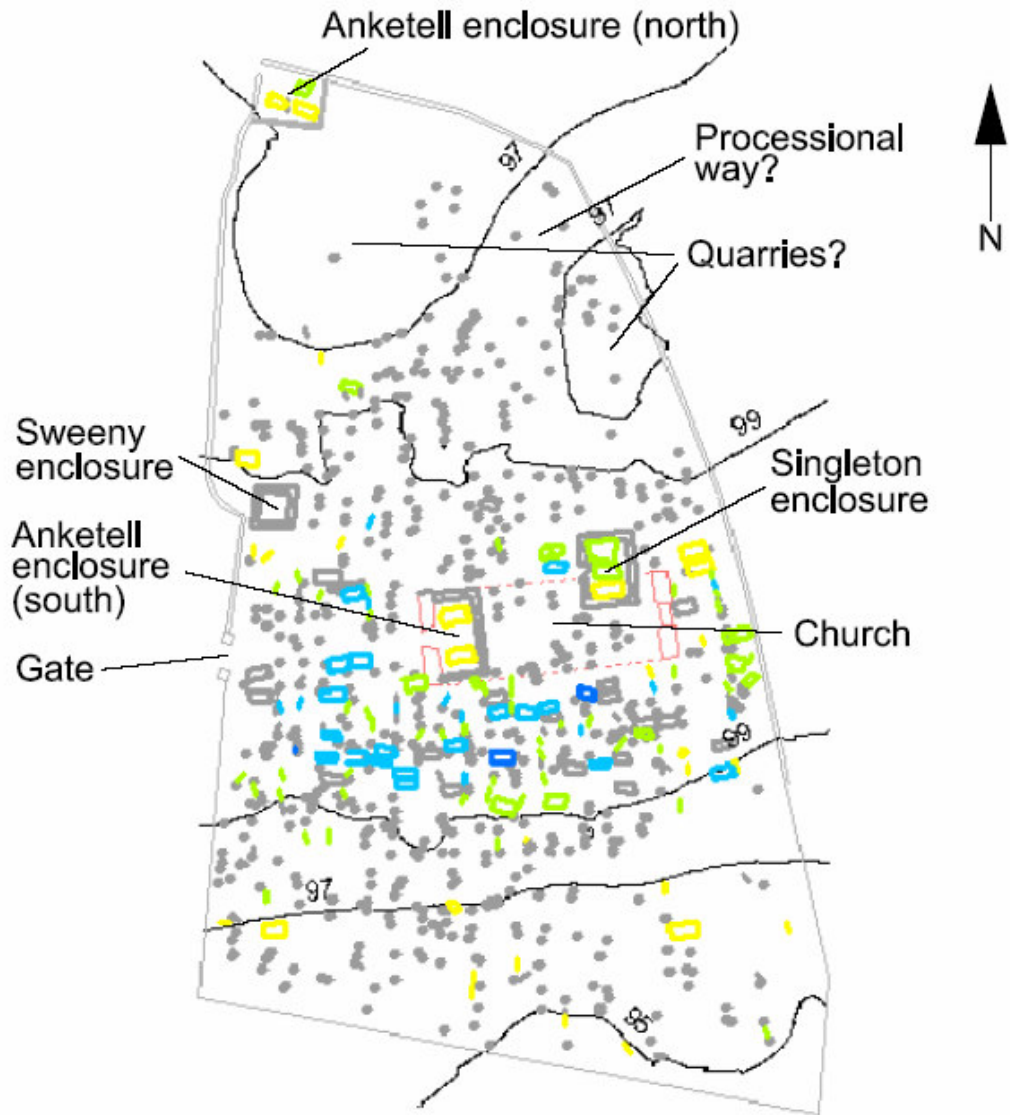 Anketell enclosure (north)
97
Processional
way?
97
Quarries?
N
99
Sweeny
enclosure
Singleton
enclosure
Anketell
enclosure
(south)
Church
Gate
99
97
95